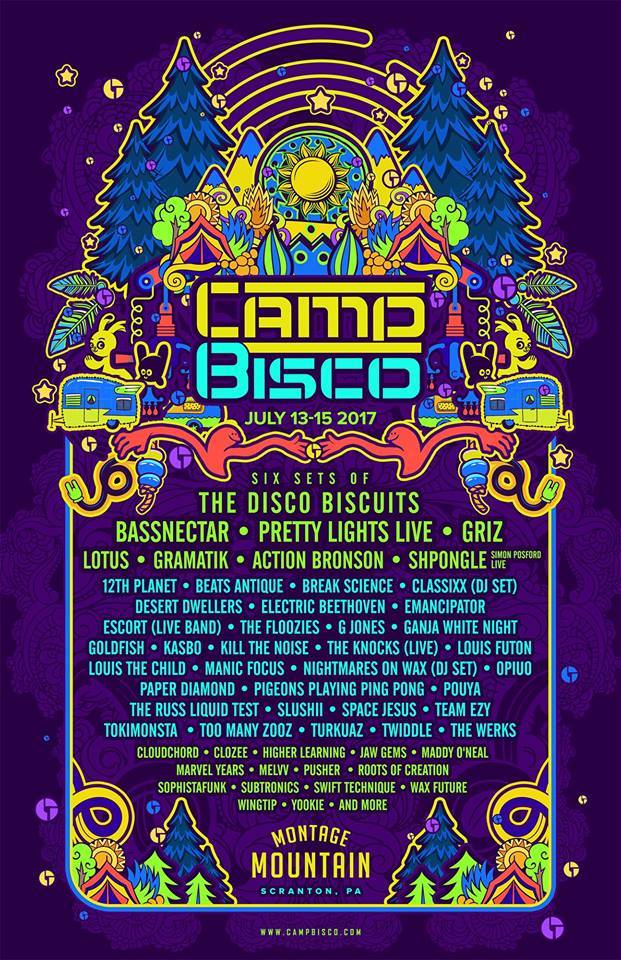 CAMP
BISCO
JULY 13-15 2017
SIX SETS OF
THE DISCO BISCUITS
BASSNECTAR • PRETTY LIGHTS LIVE • GRIZ
LOTUS • GRAMATIK • ACTION BRONSON • SHPONGLE SIMON POSFORD LIVE
12TH PLANET • BEATS ANTIQUE • BREAK SCIENCE • CLASSIXX (DJ SET)
DESERT DWELLERS • ELECTRIC BEETHOVEN • EMANCIPATOR
ESCORT (LIVE BAND) • THE FLOOZIES • G JONES • GANJA WHITE NIGHT
GOLDFISH • KASBO • KILL THE NOISE • THE KNOCKS (LIVE) • LOUIS FUTON
LOUIS THE CHILD • MANIC FOCUS • NIGHTMARES ON WAX (DJ SET) • OPIUO
PAPER DIAMOND • PIGEONS PLAYING PING PONG • POUYA
THE RUSS LIQUID TEST • SLUSHII • SPACE JESUS • TEAM EZY
TOKIMONSTA • TOO MANY ZOOZ • TURKUAZ • TWIDDLE • THE WERKS
CLOUDCHORD • CLOZEE • HIGHER LEARNING • JAW GEMS • MADDY O'NEAL
MARVEL YEARS • MELVV • PUSHER • ROOTS OF CREATION
SOPHISTAFUNK • SUBTRONICS • SWIFT TECHNIQUE • WAX FUTURE
WINGTIP • YOOKIE • AND MORE
MONTAGE
MOUNTAIN
SCRANTON, PA
WWW.CAMPBISCO.COM